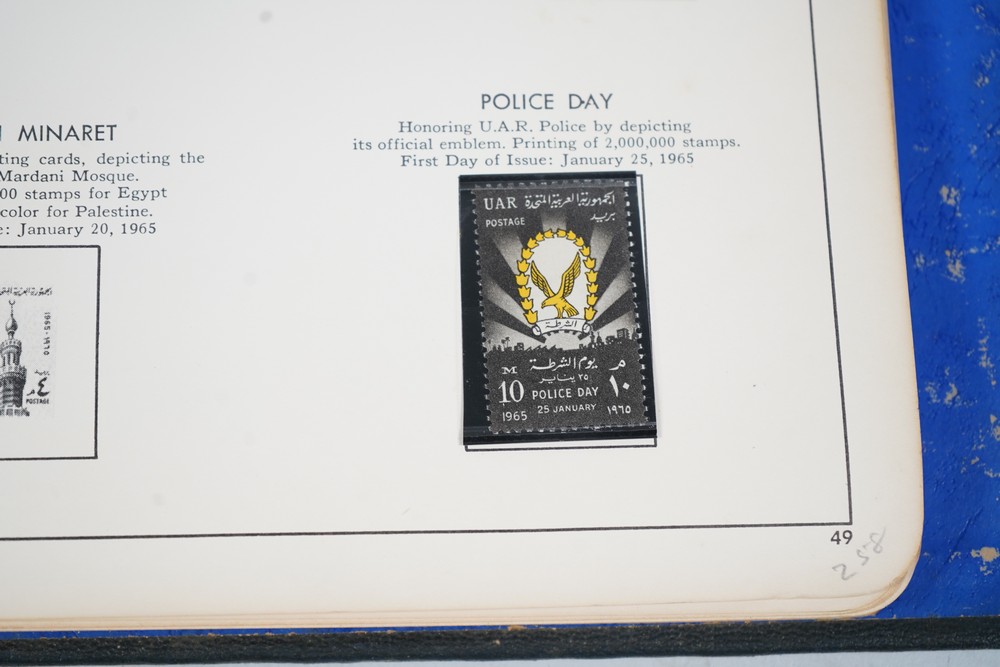 MINARET
ting cards, depicting the
Mardani Mosque.
00 stamps for Egypt
color for Palestine.
e: January 20, 1965
1965-١٩٦٥
٤ م
POSTAGE
POLICE DAY
Honoring U.A.R. Police by depicting
its official emblem. Printing of 2,000,000 stamps.
First Day of Issue: January 25, 1965
UAR الجمهورية العربية المتحدة
POSTAGE بريد
الشرطة
M يوم الشرطة م
٢٥ يناير
10 POLICE DAY ١٠
1965 25 JANUARY ١٩٦٥
49
258